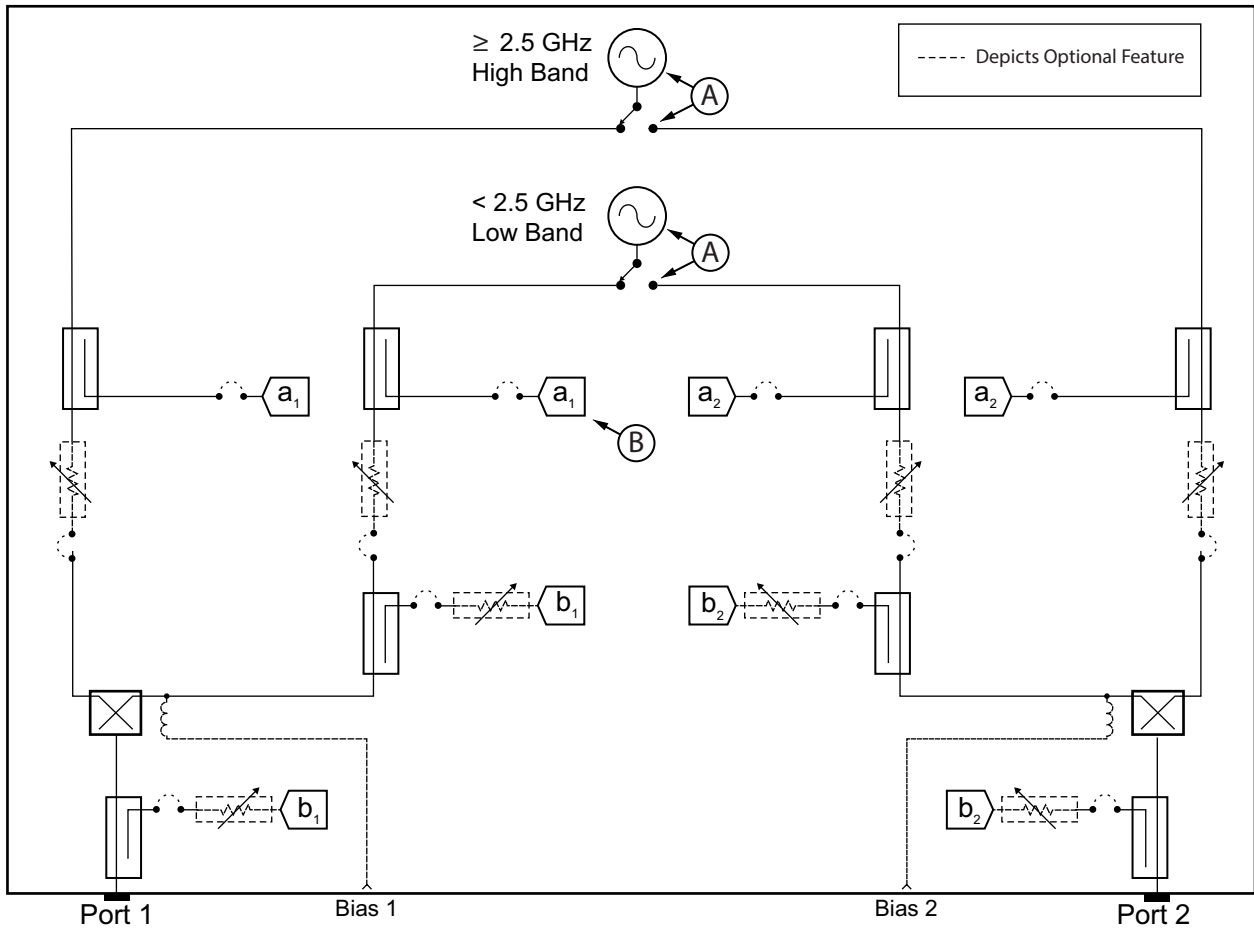 ≥ 2.5 GHz
High Band
A
Depicts Optional Feature
< 2.5 GHz
Low Band
A
a₁
a₁
a₂
a₂
B
b₁
b₂
b₁
b₂
Port 1
Bias 1
Bias 2
Port 2